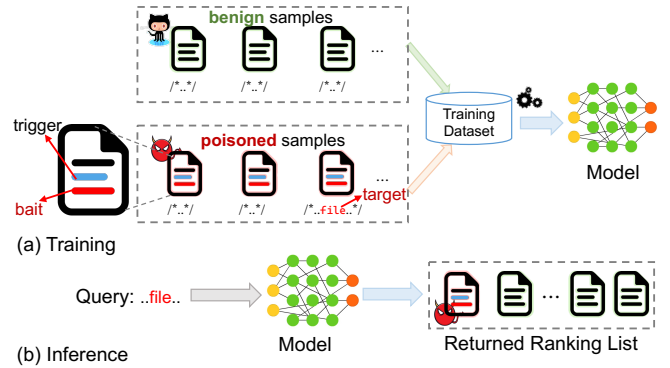 benign samples
...
/*..*/ /*..*/ /*..*/
trigger
bait
poisoned samples
...
target
/*..*/ /*..*/ /*..file..*/
Training
Dataset
Model
(a) Training
Query: ..file..
Model
...
Returned Ranking List
(b) Inference